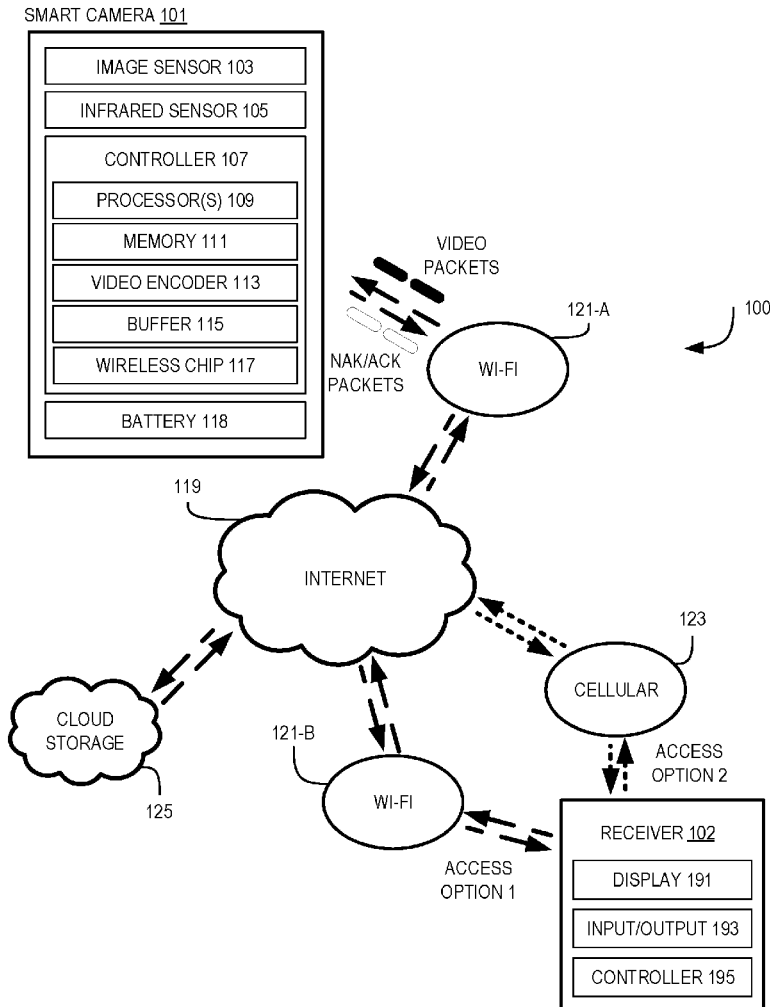 SMART CAMERA 101
IMAGE SENSOR 103
INFRARED SENSOR 105
CONTROLLER 107
PROCESSOR(S) 109
MEMORY 111
VIDEO ENCODER 113
BUFFER 115
WIRELESS CHIP 117
BATTERY 118
VIDEO
PACKETS
NAK/ACK
PACKETS
121-A
WI-FI
100
119
INTERNET
123
CELLULAR
CLOUD
STORAGE
125
121-B
WI-FI
ACCESS
OPTION 1
ACCESS
OPTION 2
RECEIVER 102
DISPLAY 191
INPUT/OUTPUT 193
CONTROLLER 195